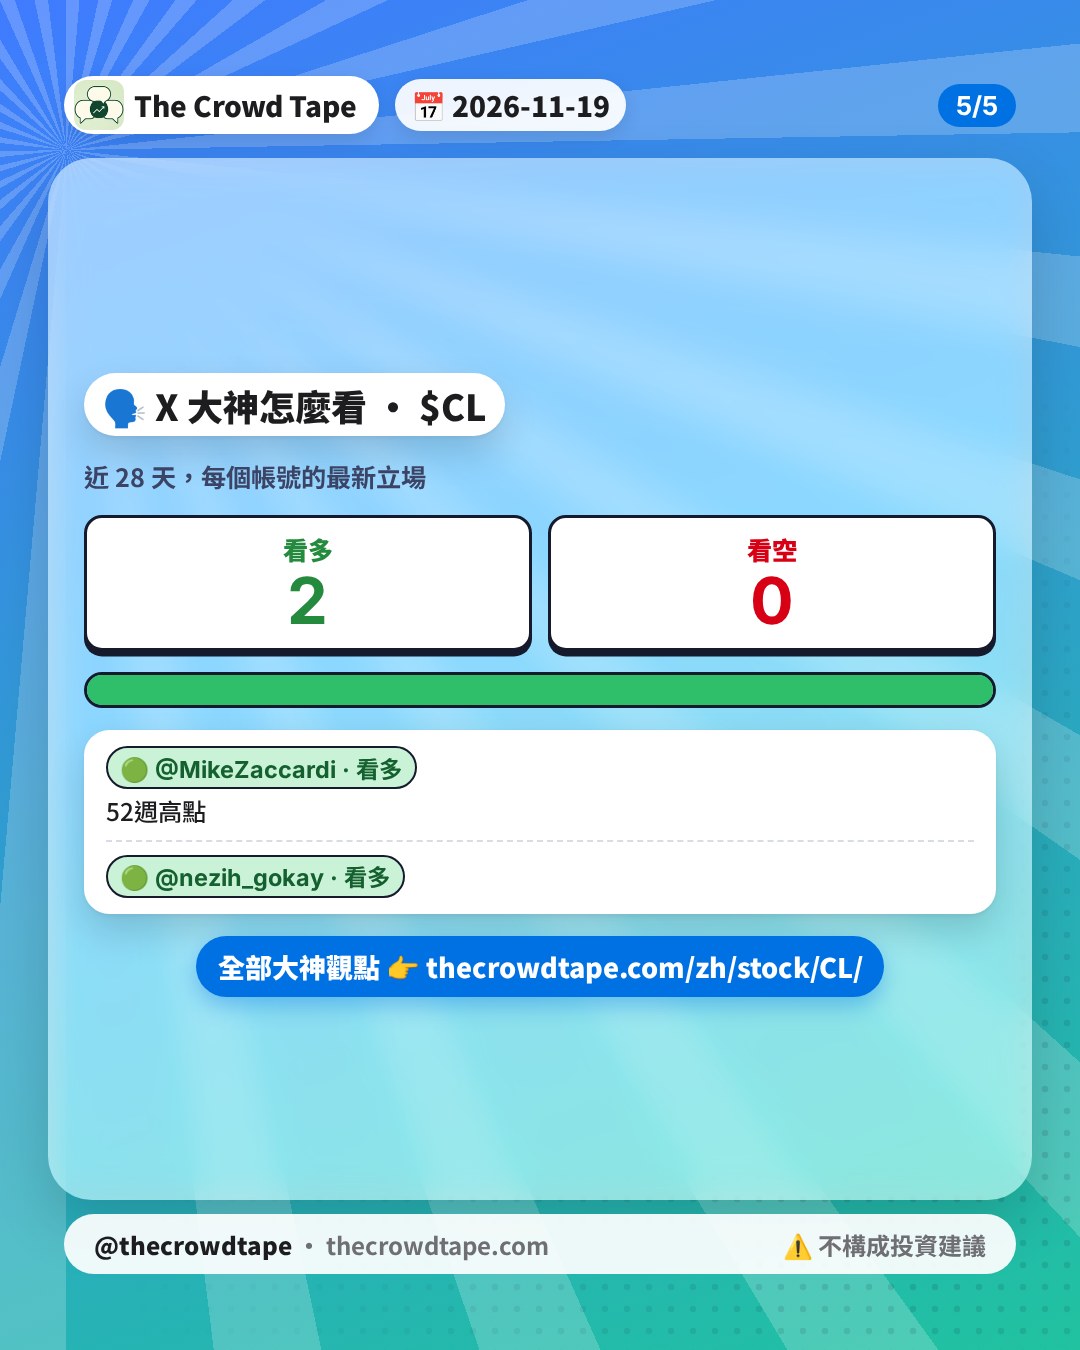 The Crowd Tape
July 17 2026-11-19
5/5
X 大神怎麼看 · $CL
近 28 天，每個帳號的最新立場
看多
2
看空
0
@MikeZaccardi · 看多
52週高點
@nezih_gokay · 看多
全部大神觀點 👉 thecrowdtape.com/zh/stock/CL/
@thecrowdtape · thecrowdtape.com
⚠️ 不構成投資建議